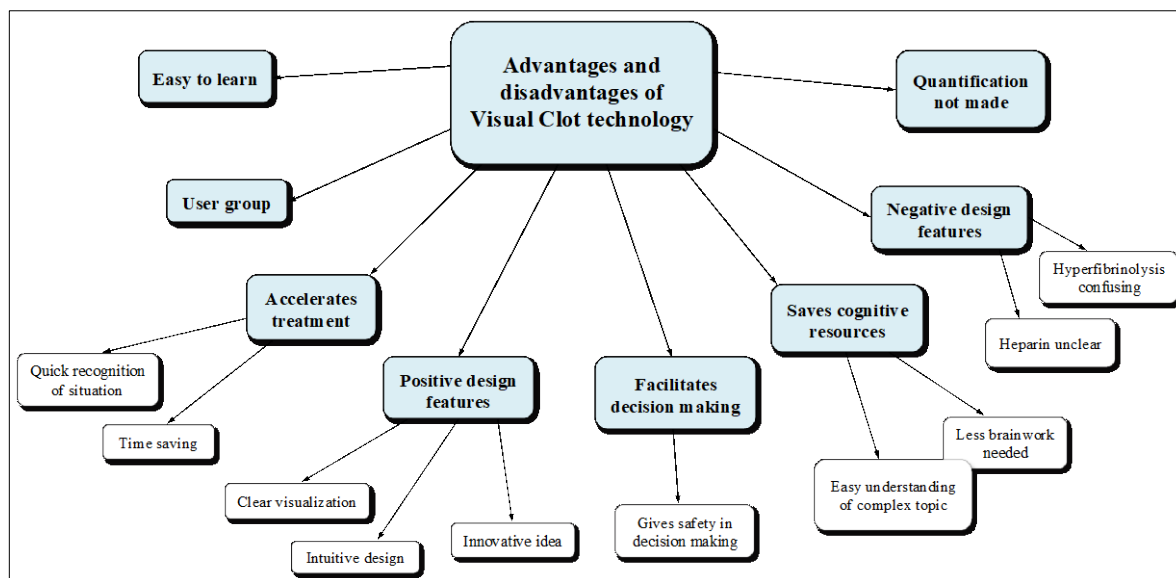 Advantages and
disadvantages of
Visual Clot technology
Easy to learn
Quantification
not made
User group
Negative design
features
Hyperfibrinolysis
confusing
Heparin unclear
Accelerates
treatment
Quick recognition
of situation
Time saving
Positive design
features
Clear visualization
Intuitive design
Innovative idea
Facilitates
decision making
Gives safety in
decision making
Saves cognitive
resources
Less brainwork
needed
Easy understanding
of complex topic